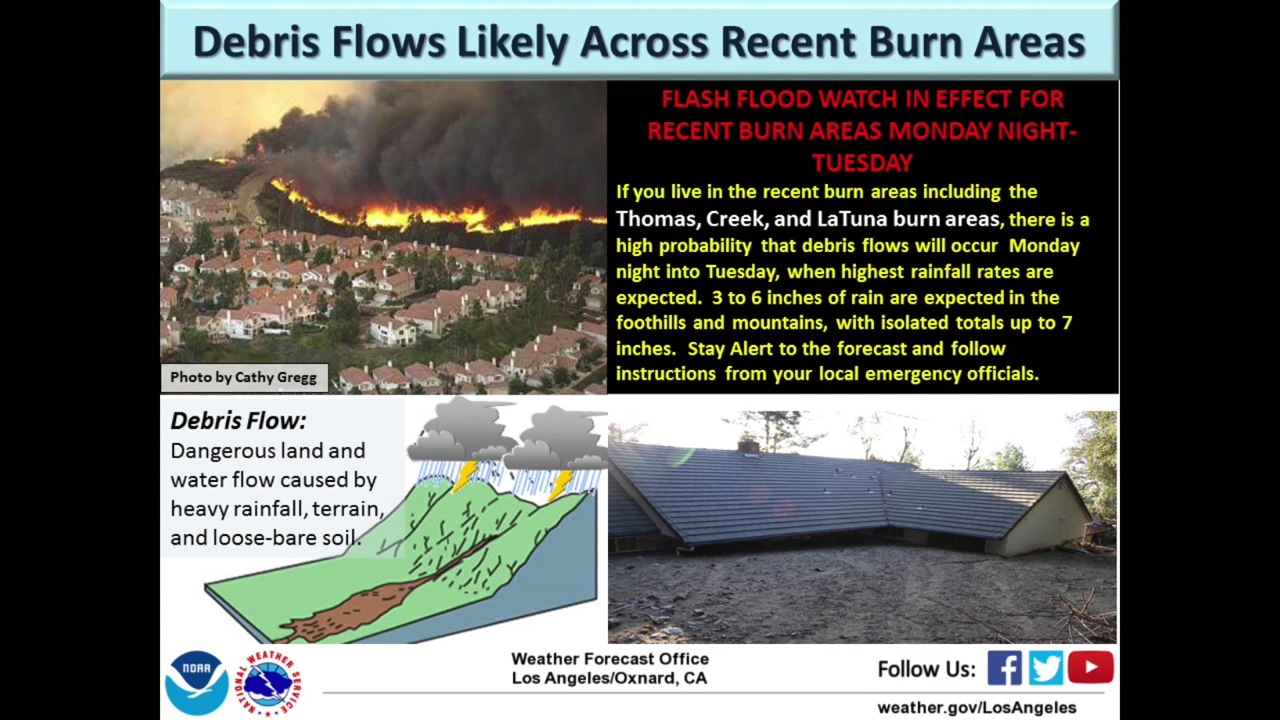 Debris Flows Likely Across Recent Burn Areas
FLASH FLOOD WATCH IN EFFECT FOR
RECENT BURN AREAS MONDAY NIGHT-
TUESDAY
If you live in the recent burn areas including the
Thomas, Creek, and LaTuna burn areas, there is a
high probability that debris flows will occur Monday
night into Tuesday, when highest rainfall rates are
expected. 3 to 6 inches of rain are expected in the
foothills and mountains, with isolated totals up to 7
inches. Stay Alert to the forecast and follow
instructions from your local emergency officials.
Photo by Cathy Gregg
Debris Flow:
Dangerous land and
water flow caused by
heavy rainfall, terrain,
and loose-bare soil.
NOAA
NATIONAL WEATHER SERVICE
Weather Forecast Office
Los Angeles/Oxnard, CA
Follow Us:
weather.gov/LosAngeles